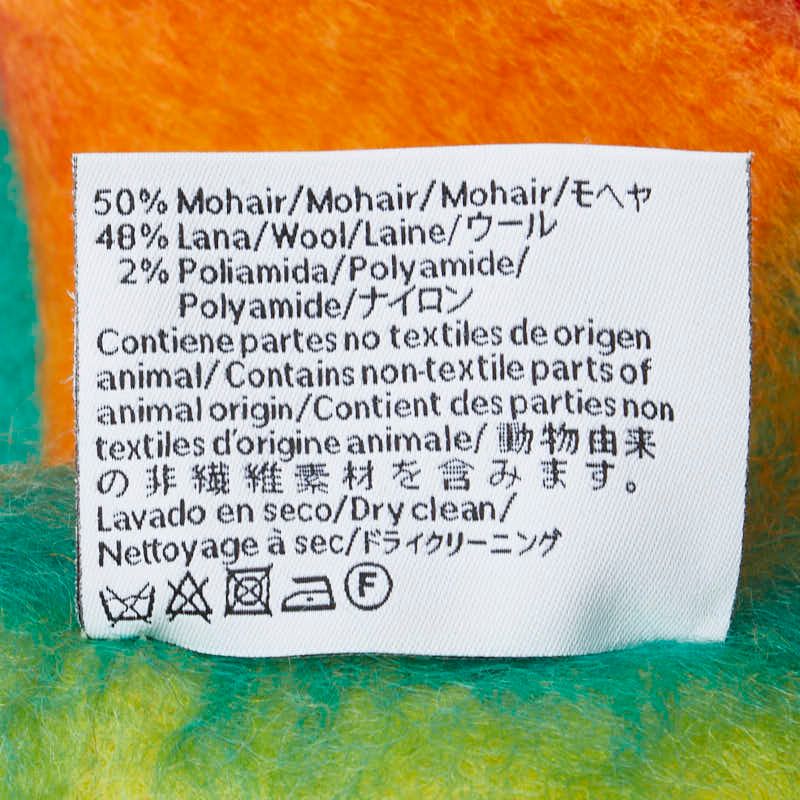 50% Mohair/Mohair/Mohair/モヘヤ
48% Lana/Wool/Laine/ウール
2% Poliamida/Polyamide/
Polyamide/ナイロン
Contiene partes no textiles de origen
animal/Contains non-textile parts of
animal origin/Contient des parties non
textiles d'origine animale/動物由来
の非繊維素材を含みます。
Lavado en seco/Dry clean/
Nettoyage à sec/ドライクリーニング
F